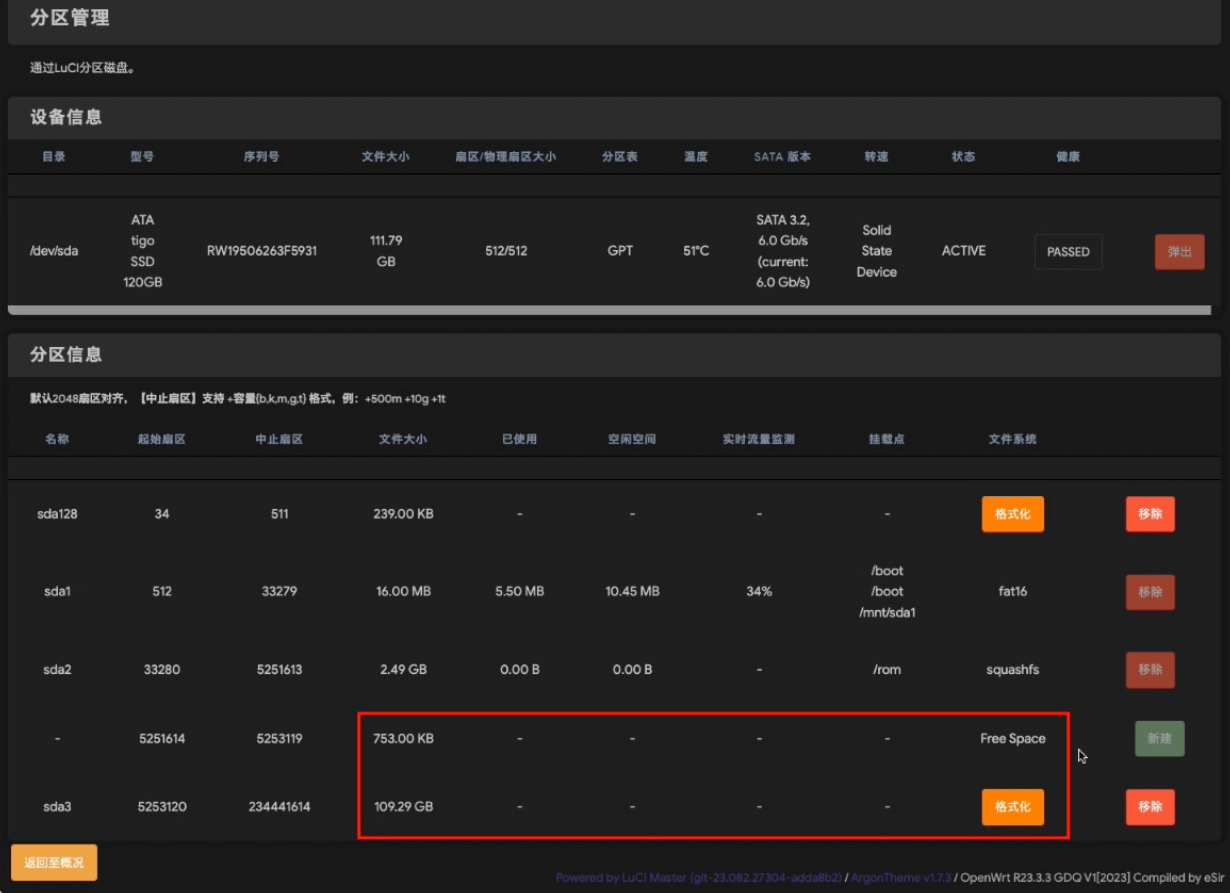 分区管理
通过LuCI分区磁盘。
设备信息
目录 型号 序列号 文件大小 扇区/物理扇区大小 分区表 温度 SATA 版本 转速 状态 健康
/dev/sda ATA tigo SSD 120GB RW19506263F5931 111.79 GB 512/512 GPT 51°C SATA 3.2, 6.0 Gb/s (current: 6.0 Gb/s) Solid State Device ACTIVE PASSED 弹出
分区信息
默认2048扇区对齐，【中止扇区】支持 +容量{b,k,m,g,t} 格式，例：+500m +10g +1t
名称 起始扇区 中止扇区 文件大小 已使用 空闲空间 实时流量监测 挂载点 文件系统
sda128 34 511 239.00 KB - - - - 格式化 移除
sda1 512 33279 16.00 MB 5.50 MB 10.45 MB 34% /boot /boot /mnt/sda1 fat16 移除
sda2 33280 5251613 2.49 GB 0.00 B 0.00 B - /rom squashfs 移除
- 5251614 5253119 753.00 KB - - - - Free Space 新建
sda3 5253120 234441614 109.29 GB - - - - 格式化 移除
返回至概况
Powered by LuCI Master (git-23.082.27304-adda8b2) / ArgonTheme v1.7.3 / OpenWrt R23.3.3 GDQ V1[2023] Compiled by eSir